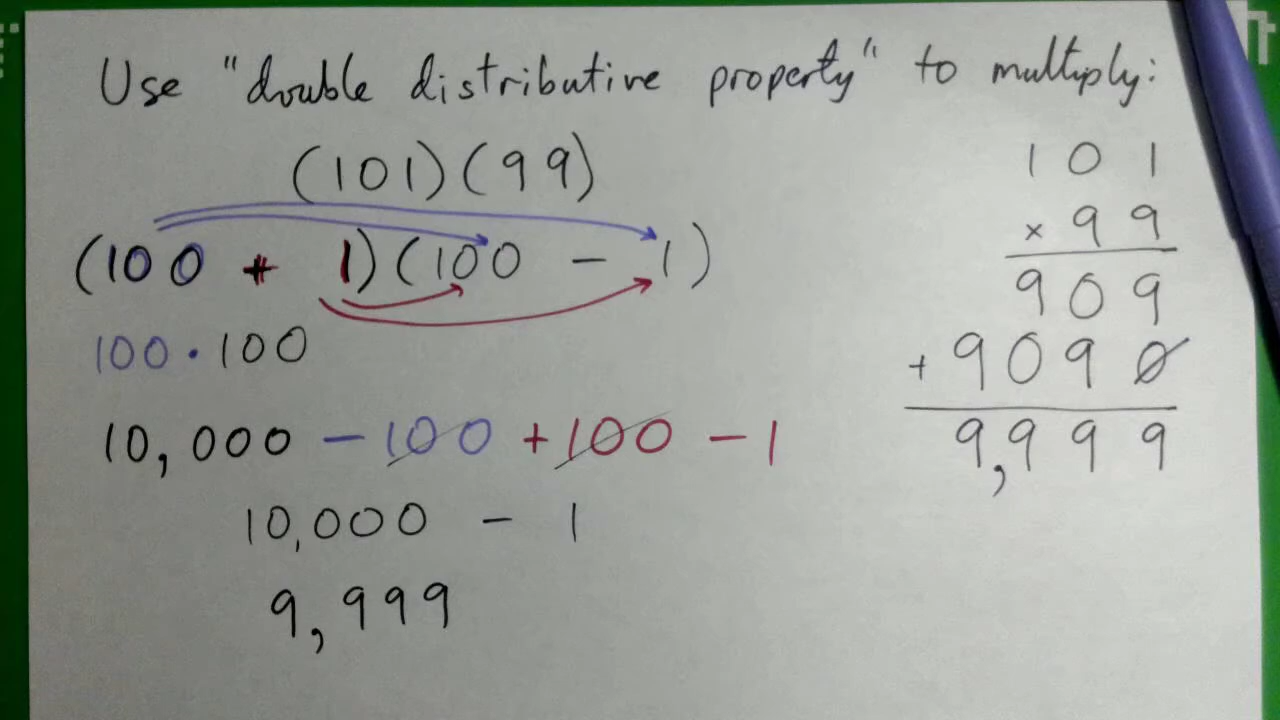 Use "double distributive property" to multiply:
(101)(99)
(100 + 1)(100 - 1)
100 · 100
10,000 - 100 + 100 - 1
10,000 - 1
9,999
101
× 99
909
+ 9090
9,999